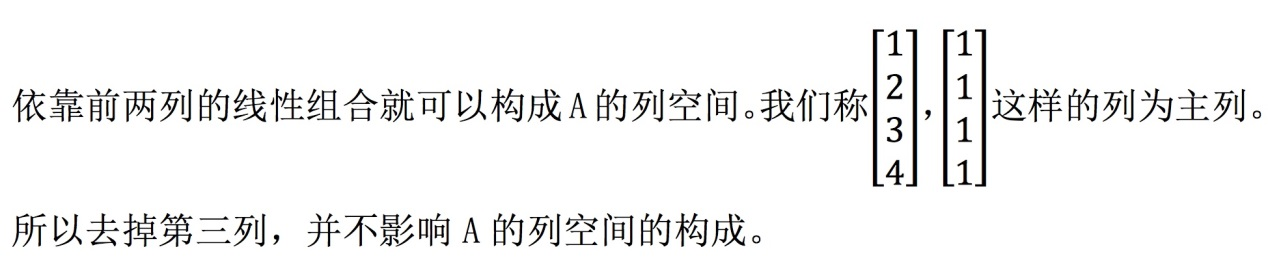 依靠前两列的线性组合就可以构成A的列空间。我们称[1 2 3 4],[1 1 1 1]这样的列为主列。
所以去掉第三列，并不影响 A 的列空间的构成。